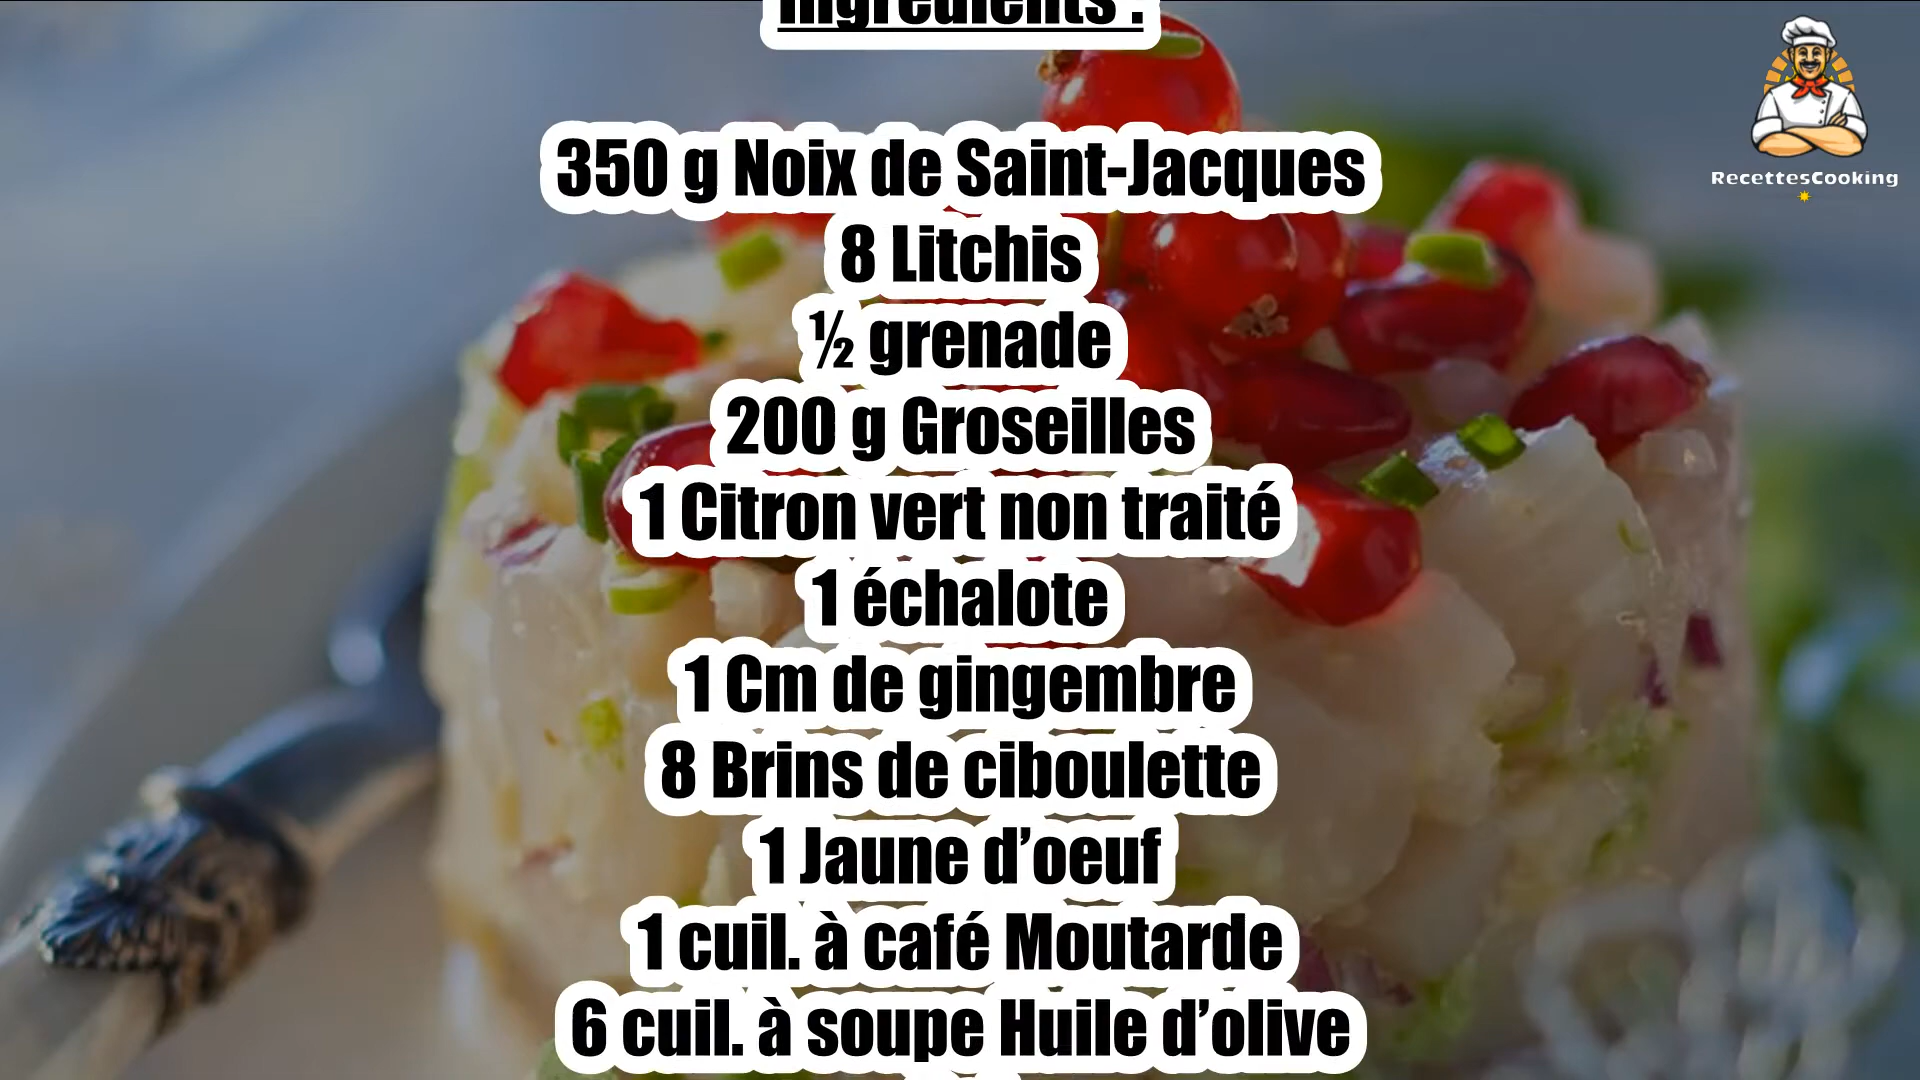 Ingrédients :
350 g Noix de Saint-Jacques
8 Litchis
½ grenade
200 g Groseilles
1 Citron vert non traité
1 échalote
1 Cm de gingembre
8 Brins de ciboulette
1 Jaune d’oeuf
1 cuil. à café Moutarde
6 cuil. à soupe Huile d’olive
RecettesCooking